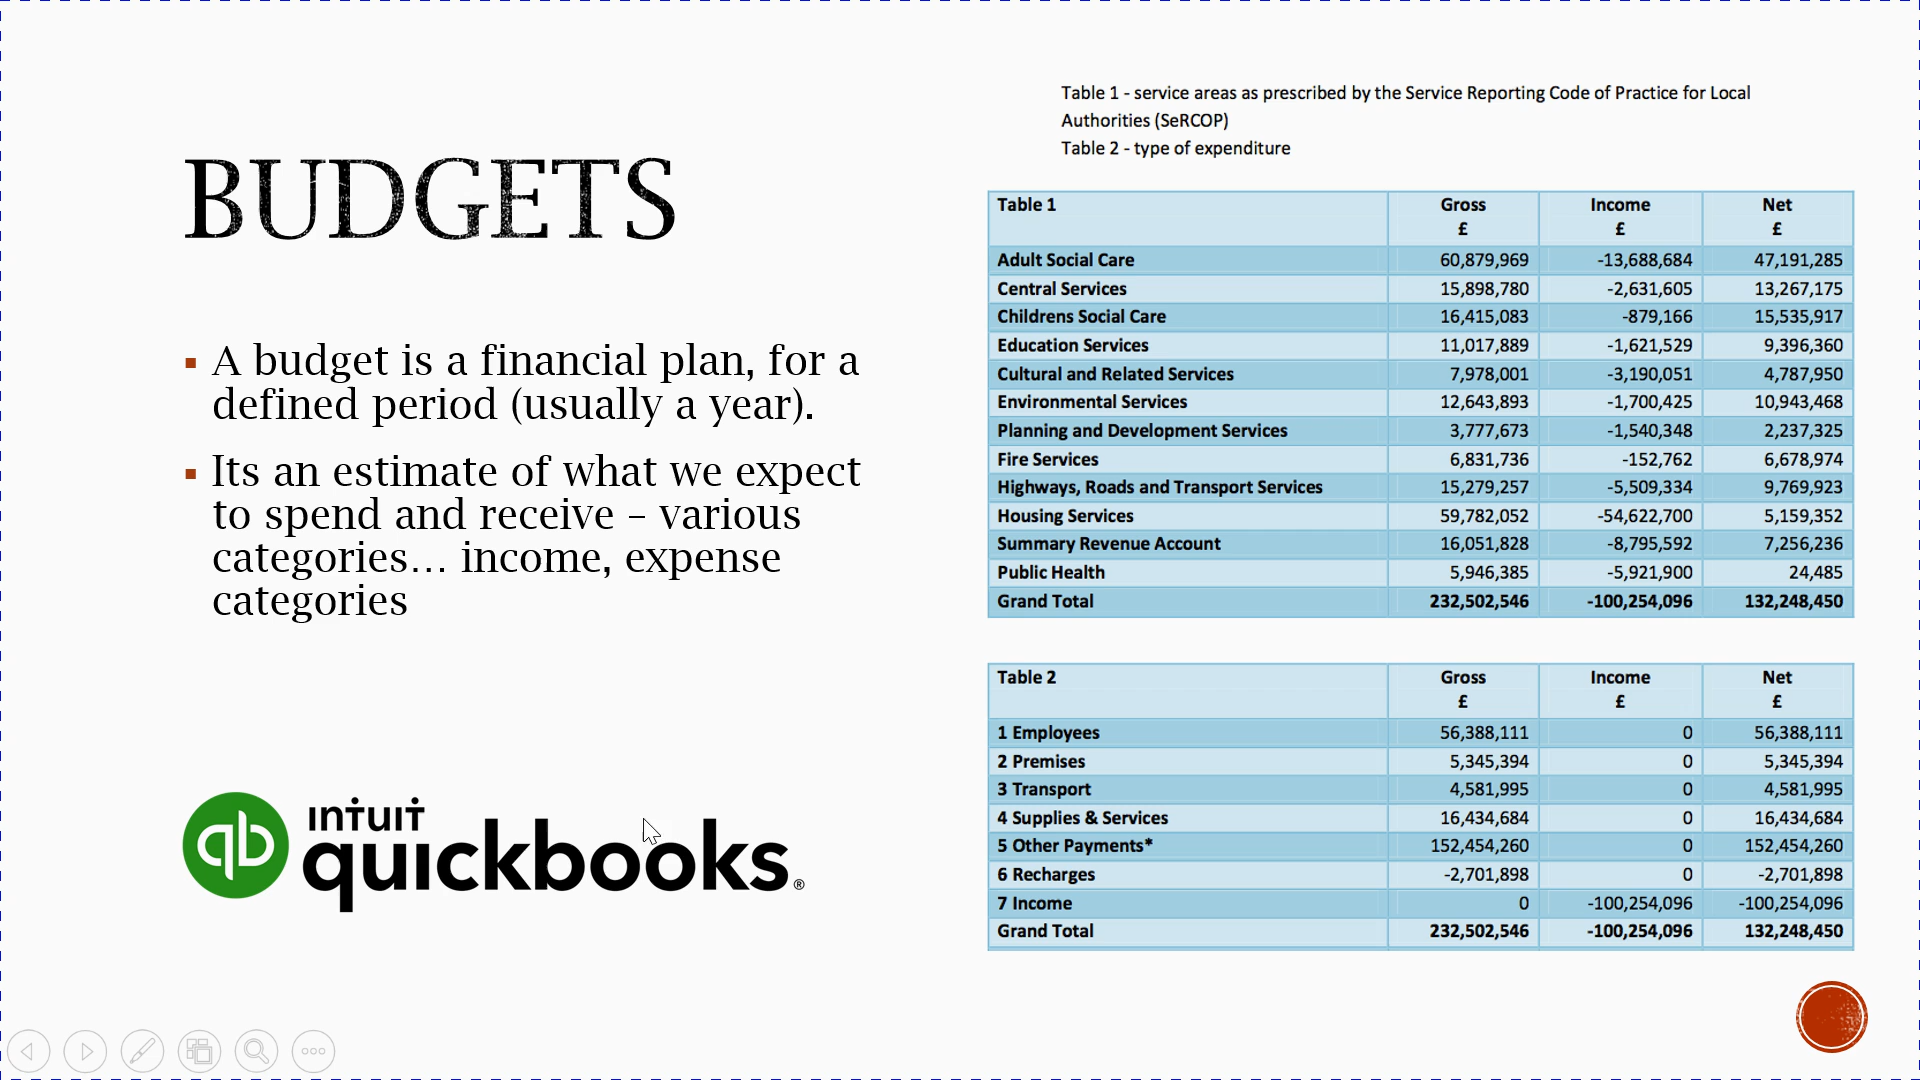 BUDGETS
▪ A budget is a financial plan, for a
defined period (usually a year).
▪ Its an estimate of what we expect
to spend and receive – various
categories… income, expense
categories
qb intuit
quickbooks®
Table 1 - service areas as prescribed by the Service Reporting Code of Practice for Local
Authorities (SeRCOP)
Table 2 - type of expenditure
Table 1 Gross Income Net
£ £ £
Adult Social Care 60,879,969 -13,688,684 47,191,285
Central Services 15,898,780 -2,631,605 13,267,175
Childrens Social Care 16,415,083 -879,166 15,535,917
Education Services 11,017,889 -1,621,529 9,396,360
Cultural and Related Services 7,978,001 -3,190,051 4,787,950
Environmental Services 12,643,893 -1,700,425 10,943,468
Planning and Development Services 3,777,673 -1,540,348 2,237,325
Fire Services 6,831,736 -152,762 6,678,974
Highways, Roads and Transport Services 15,279,257 -5,509,334 9,769,923
Housing Services 59,782,052 -54,622,700 5,159,352
Summary Revenue Account 16,051,828 -8,795,592 7,256,236
Public Health 5,946,385 -5,921,900 24,485
Grand Total 232,502,546 -100,254,096 132,248,450
Table 2 Gross Income Net
£ £ £
1 Employees 56,388,111 0 56,388,111
2 Premises 5,345,394 0 5,345,394
3 Transport 4,581,995 0 4,581,995
4 Supplies & Services 16,434,684 0 16,434,684
5 Other Payments* 152,454,260 0 152,454,260
6 Recharges -2,701,898 0 -2,701,898
7 Income 0 -100,254,096 -100,254,096
Grand Total 232,502,546 -100,254,096 132,248,450